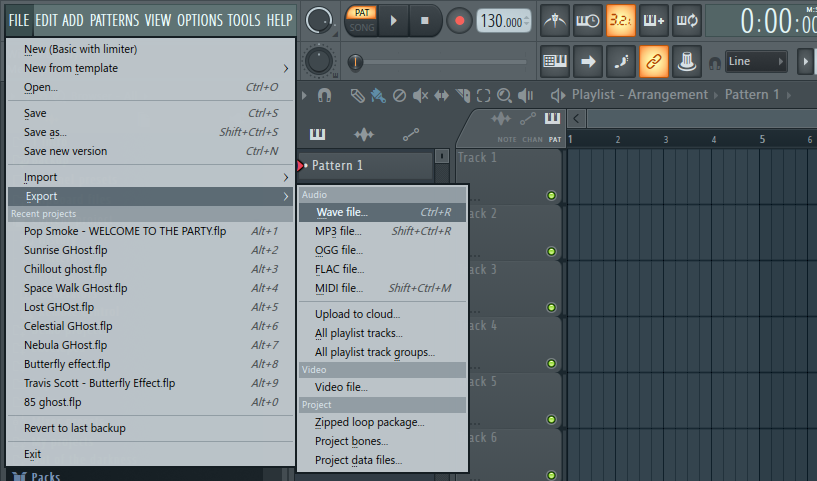 FILE EDIT ADD PATTERNS VIEW OPTIONS TOOLS HELP
PAT
SONG
130.000
3.2.
0:00:00
M:S
New (Basic with limiter)
New from template
Open... Ctrl+O
Save Ctrl+S
Save as... Shift+Ctrl+S
Save new version Ctrl+N
Import
Export
Recent projects
Pop Smoke - WELCOME TO THE PARTY.flp Alt+1
Sunrise GHost.flp Alt+2
Chillout ghost.flp Alt+3
Space Walk GHost.flp Alt+4
Lost GHOst.flp Alt+5
Celestial GHost.flp Alt+6
Nebula GHost.flp Alt+7
Butterfly effect.flp Alt+8
Travis Scott - Butterfly Effect.flp Alt+9
85 ghost.flp Alt+0
Revert to last backup
Exit
Packs
Audio
Wave file... Ctrl+R
MP3 file... Shift+Ctrl+R
OGG file...
FLAC file...
MIDI file... Shift+Ctrl+M
Upload to cloud...
All playlist tracks...
All playlist track groups...
Video
Video file...
Project
Zipped loop package...
Project bones...
Project data files...
Line
Playlist - Arrangement Pattern 1
NOTE CHAN PAT
1 2 3 4 5 6
Pattern 1
Track 1
ck 2
ck 3
ck 4
ck 5
ck 6